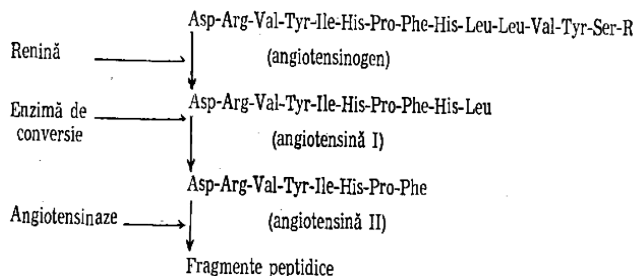 Asp-Arg-Val-Tyr-Ile-His-Pro-Phe-His-Leu-Leu-Val-Tyr-Ser-R
Renină
(angiotensinogen)
Asp-Arg-Val-Tyr-Ile-His-Pro-Phe-His-Leu
Enzimă de
conversie
(angiotensină I)
Asp-Arg-Val-Tyr-Ile-His-Pro-Phe
Angiotensinaze
(angiotensină II)
Fragmente peptidice